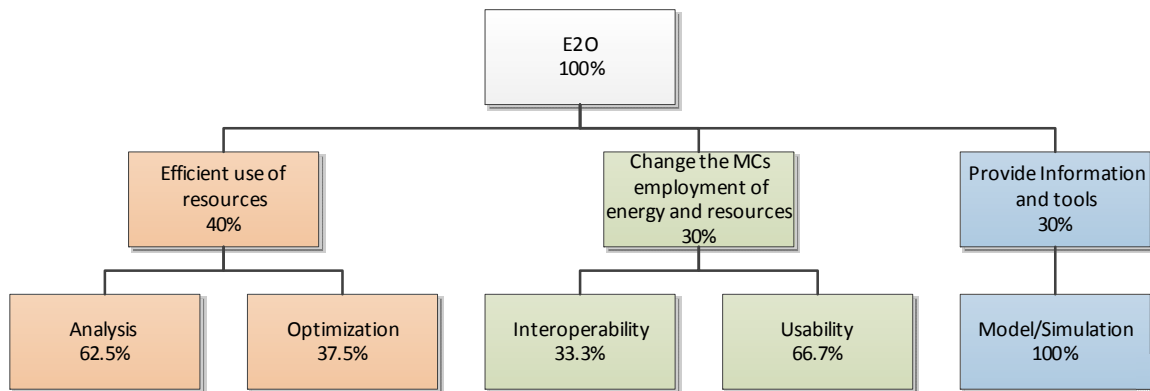 E2O
100%
Efficient use of
resources
40%
Change the MCs
employment of
energy and resources
30%
Provide Information
and tools
30%
Analysis
62.5%
Optimization
37.5%
Interoperability
33.3%
Usability
66.7%
Model/Simulation
100%